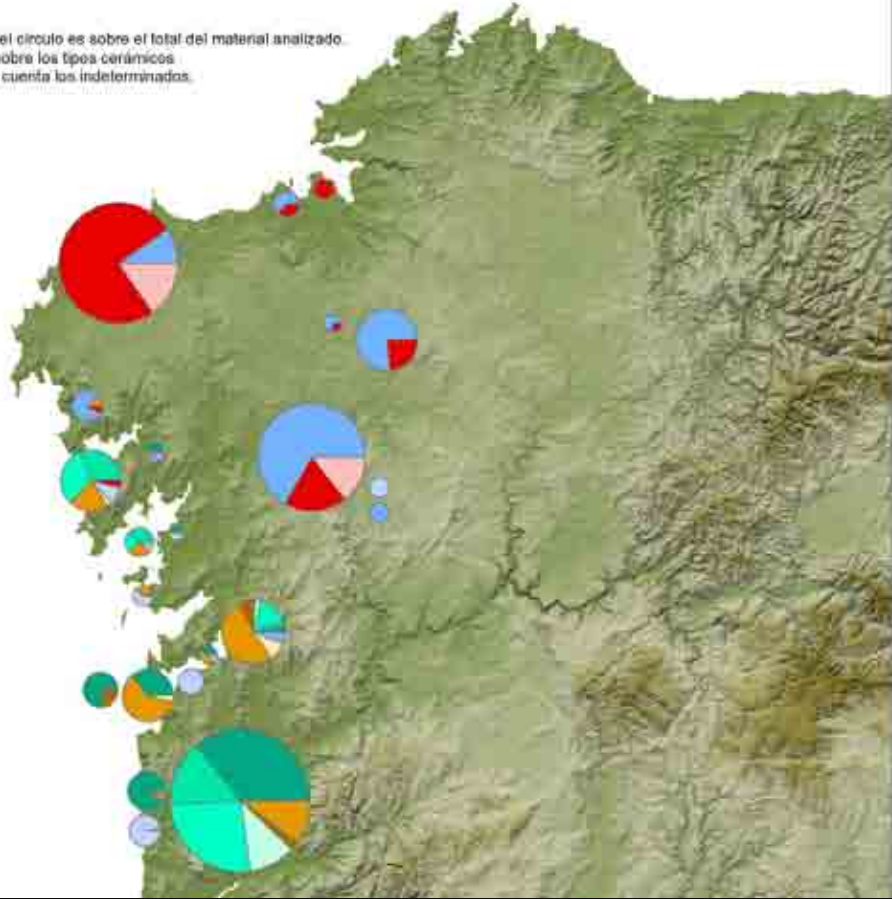 el círculo es sobre el total del material analizado.
obre los tipos cerámicos
cuenta los indeterminados.